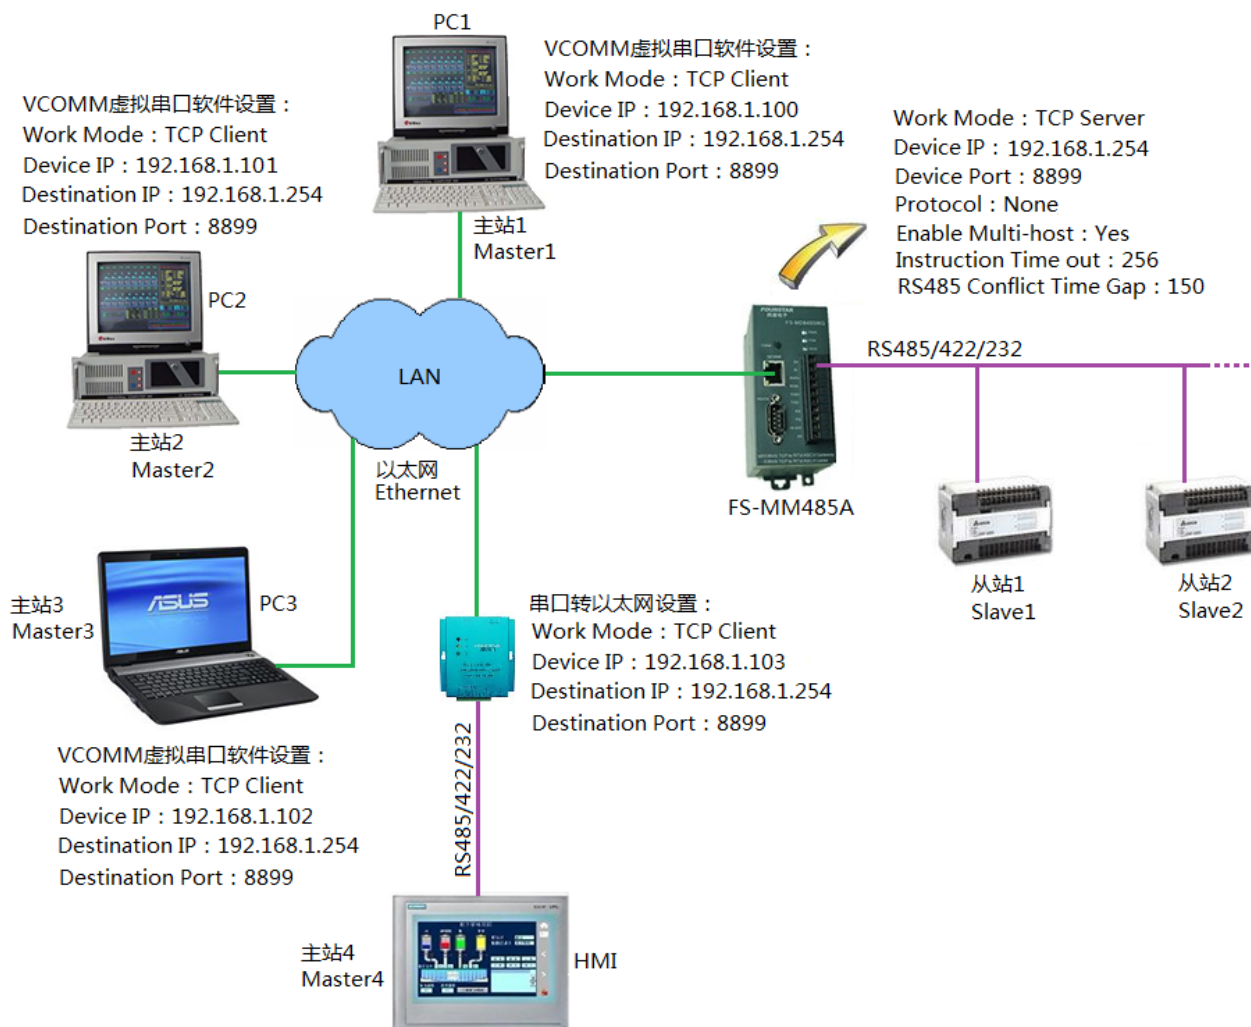 PC1
VCOMM虚拟串口软件设置：
Work Mode：TCP Client
Device IP：192.168.1.100
Destination IP：192.168.1.254
Destination Port：8899
VCOMM虚拟串口软件设置：
Work Mode：TCP Client
Device IP：192.168.1.101
Destination IP：192.168.1.254
Destination Port：8899
Work Mode：TCP Server
Device IP：192.168.1.254
Device Port：8899
Protocol：None
Enable Multi-host：Yes
Instruction Time out：256
RS485 Conflict Time Gap：150
主站1
Master1
PC2
主站2
Master2
LAN
以太网
Ethernet
RS485/422/232
FS-MM485A
从站1
Slave1
从站2
Slave2
主站3
Master3
ASUS
PC3
串口转以太网设置：
Work Mode：TCP Client
Device IP：192.168.1.103
Destination IP：192.168.1.254
Destination Port：8899
VCOMM虚拟串口软件设置：
Work Mode：TCP Client
Device IP：192.168.1.102
Destination IP：192.168.1.254
Destination Port：8899
RS485/422/232
主站4
Master4
HMI